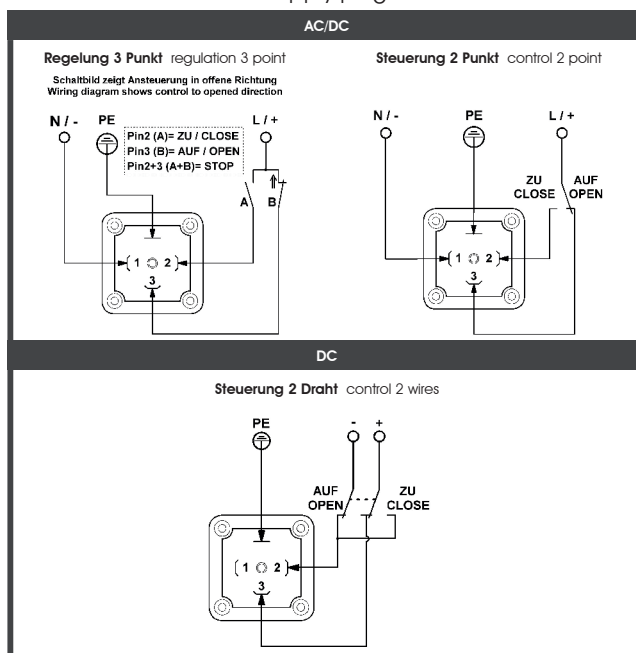 AC/DC
Regelung 3 Punkt regulation 3 point
Schaltbild zeigt Ansteuerung in offene Richtung
Wiring diagram shows control to opened direction
N / - PE L / +
Pin2 (A)= ZU / CLOSE
Pin3 (B)= AUF / OPEN
Pin2+3 (A+B)= STOP
A B
1 2
3
Steuerung 2 Punkt control 2 point
N / - PE L / +
ZU AUF
CLOSE OPEN
1 2
3
DC
Steuerung 2 Draht control 2 wires
PE - +
AUF ZU
OPEN CLOSE
1 2
3